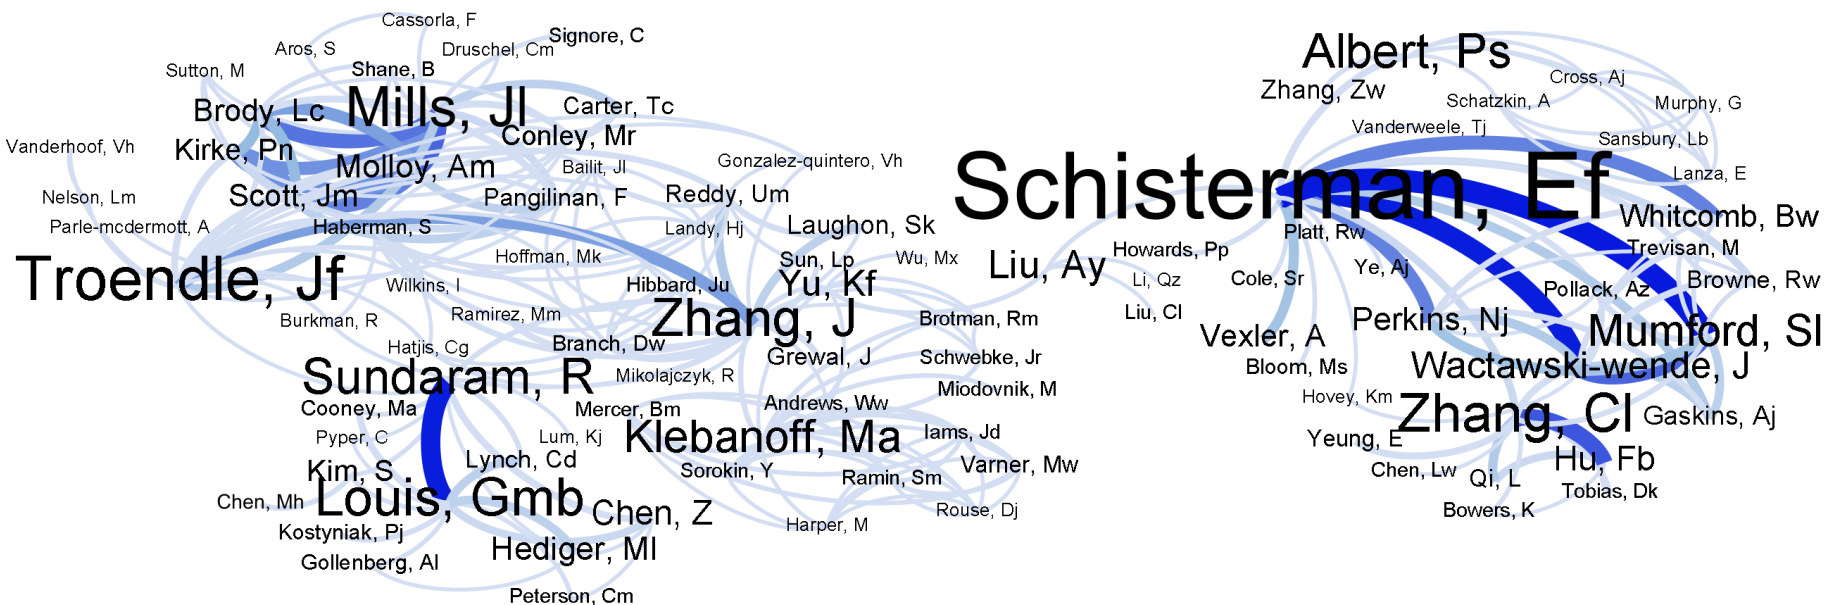 Cassorla, F
Signore, C
Aros, S
Druschel, Cm
Sutton, M
Shane, B
Brody, Lc
Mills, Jl
Carter, Tc
Conley, Mr
Vanderhoof, Vh
Kirke, Pn
Molloy, Am
Bailit, Jl
Gonzalez-quintero, Vh
Nelson, Lm
Scott, Jm
Pangilinan, F
Reddy, Um
Parle-mcdermott, A
Haberman, S
Landy, Hj
Laughon, Sk
Troendle, Jf
Hoffman, Mk
Sun, Lp
Wu, Mx
Wilkins, I
Hibbard, Ju
Yu, Kf
Burkman, R
Ramirez, Mm
Zhang, J
Brotman, Rm
Hatjis, Cg
Branch, Dw
Grewal, J
Schwebke, Jr
Sundaram, R
Mikolajczyk, R
Miodovnik, M
Cooney, Ma
Mercer, Bm
Andrews, Ww
Pyper, C
Lum, Kj
Klebanoff, Ma
Iams, Jd
Kim, S
Lynch, Cd
Sorokin, Y
Ramin, Sm
Varner, Mw
Chen, Mh
Louis, Gmb
Chen, Z
Harper, M
Rouse, Dj
Kostyniak, Pj
Hediger, Ml
Gollenberg, Al
Peterson, Cm
Albert, Ps
Zhang, Zw
Cross, Aj
Schatzkin, A
Murphy, G
Vanderweele, Tj
Sansbury, Lb
Schisterman, Ef
Lanza, E
Whitcomb, Bw
Platt, Rw
Trevisan, M
Liu, Ay
Howards, Pp
Li, Qz
Cole, Sr
Ye, Aj
Pollack, Az
Browne, Rw
Liu, Cl
Vexler, A
Perkins, Nj
Mumford, Sl
Bloom, Ms
Wactawski-wende, J
Hovey, Km
Zhang, Cl
Gaskins, Aj
Yeung, E
Chen, Lw
Qi, L
Hu, Fb
Tobias, Dk
Bowers, K